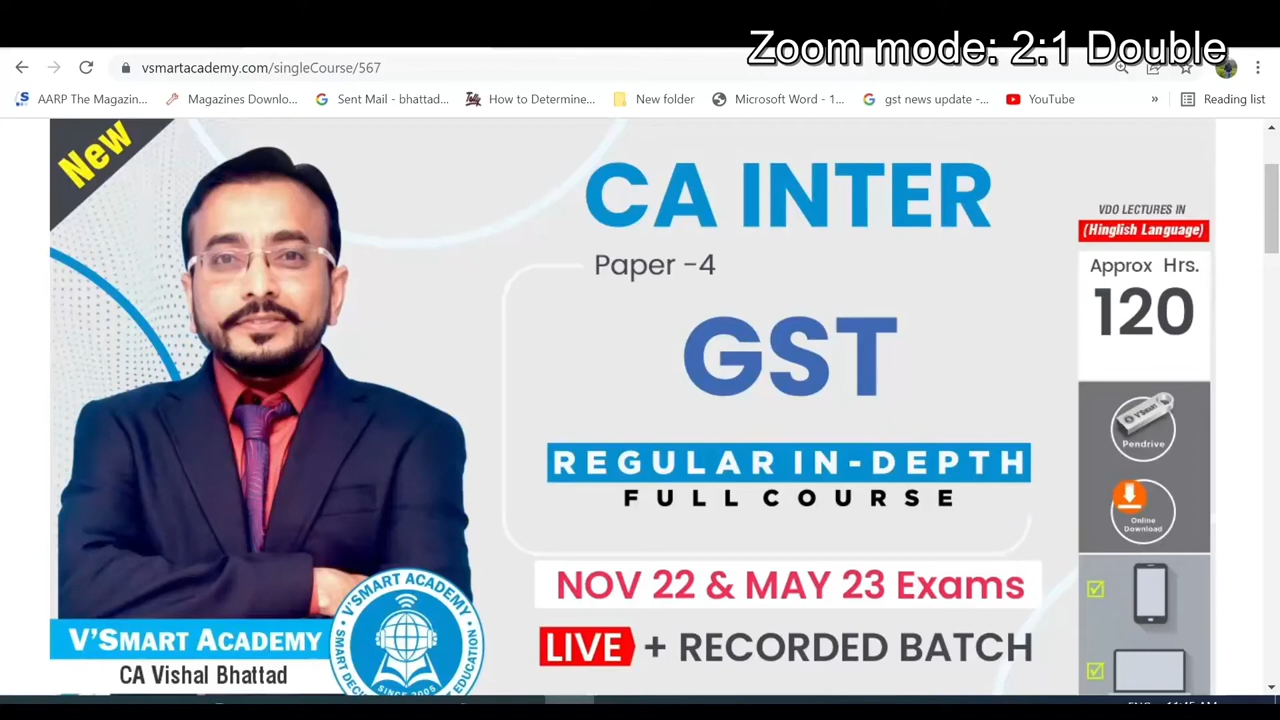 Zoom mode: 2:1 Double
vsmartacademy.com/singleCourse/567
AARP The Magazin... Magazines Downlo... Sent Mail - bhattad... How to Determine... New folder Microsoft Word - 1... gst news update -... YouTube » Reading list
New
CA INTER
Paper -4
GST
REGULAR IN-DEPTH
FULL COURSE
NOV 22 & MAY 23 Exams
LIVE + RECORDED BATCH
VDO LECTURES IN
(Hinglish Language)
Approx Hrs.
120
V'Smart
Pendrive
Online
Download
V'SMART ACADEMY
CA Vishal Bhattad
V'SMART ACADEMY
SINCE 2005